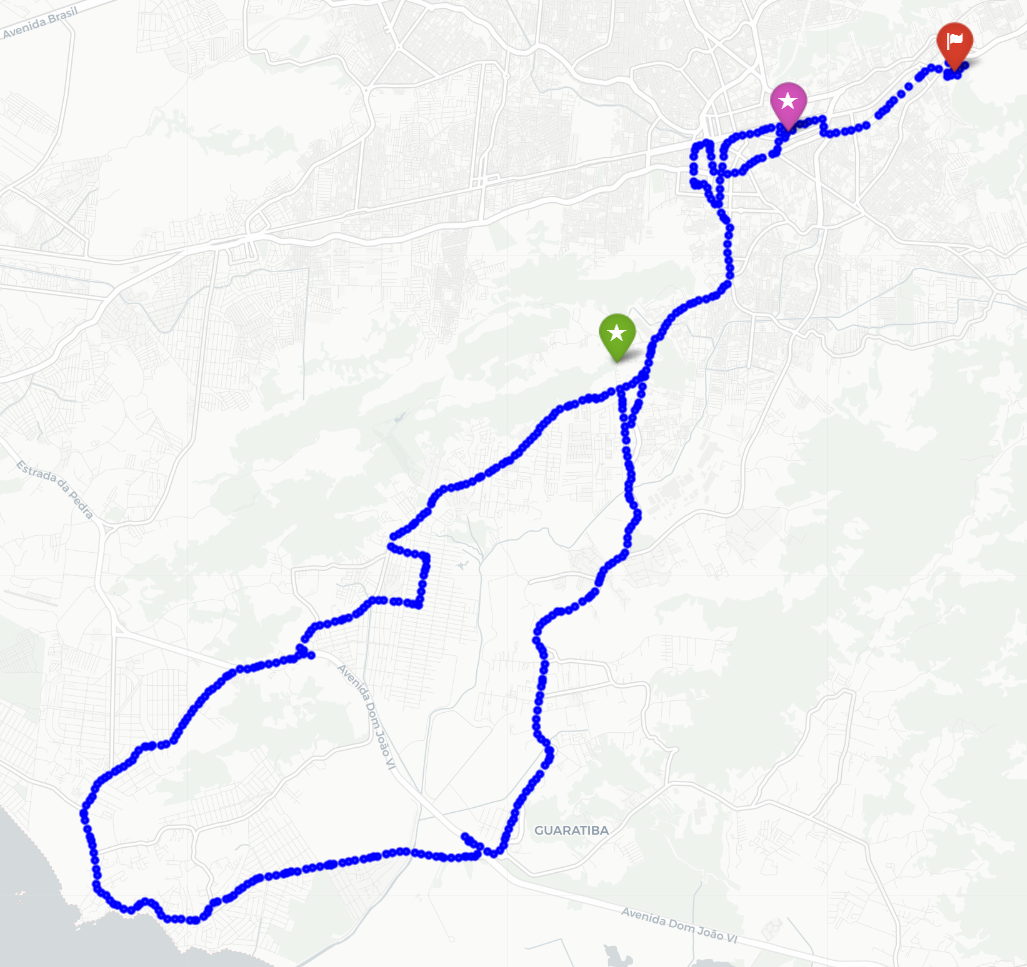 Avenida Brasil
Estrada da Pedra
Avenida Dom João VI
GUARATIBA
Avenida Dom João VI